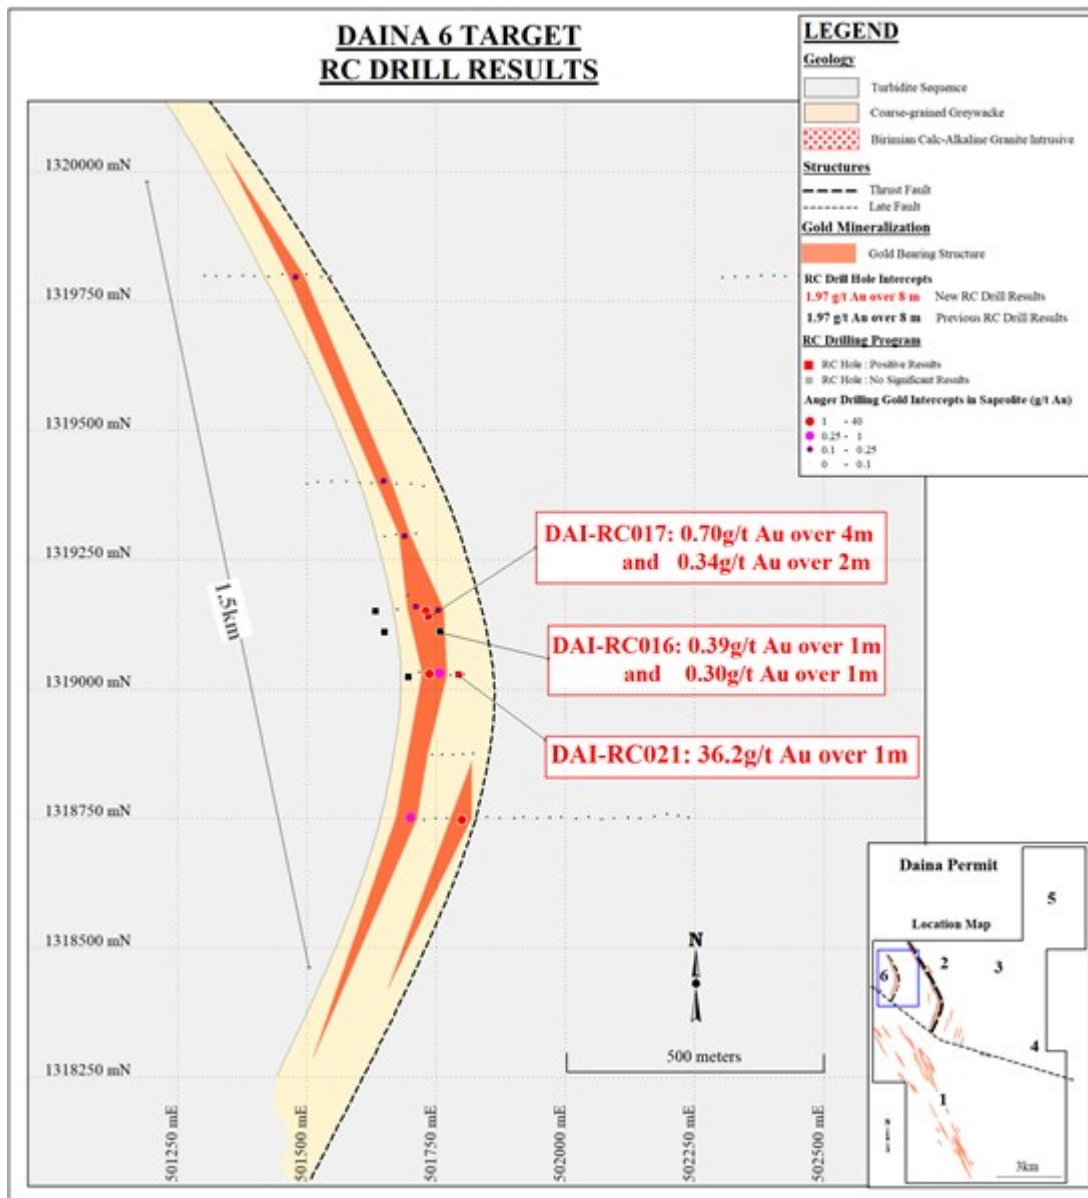 DAINA 6 TARGET
RC DRILL RESULTS
LEGEND
Geology
Turbidite Sequence
Coarse-grained Greywacke
Birimian Calc-Alkaline Granite Intrusive
Structures
Thrust Fault
Late Fault
Gold Mineralization
Gold Bearing Structure
RC Drill Hole Intercepts
1.97 g/t Au over 8 m New RC Drill Results
1.97 g/t Au over 8 m Previous RC Drill Results
RC Drilling Program
RC Hole : Positive Results
RC Hole : No Significant Results
Auger Drilling Gold Intercepts in Saprolite (g/t Au)
1 - 40
0.25 - 1
0.1 - 0.25
0 - 0.1
1320000 mN
1319750 mN
1319500 mN
1319250 mN
1319000 mN
1318750 mN
1318500 mN
1318250 mN
1.5km
DAI-RC017: 0.70g/t Au over 4m
and 0.34g/t Au over 2m
DAI-RC016: 0.39g/t Au over 1m
and 0.30g/t Au over 1m
DAI-RC021: 36.2g/t Au over 1m
N
500 meters
501250 mE
501500 mE
501750 mE
502000 mE
502250 mE
502500 mE
Daina Permit
Location Map
5
2
3
6
4
1
3km